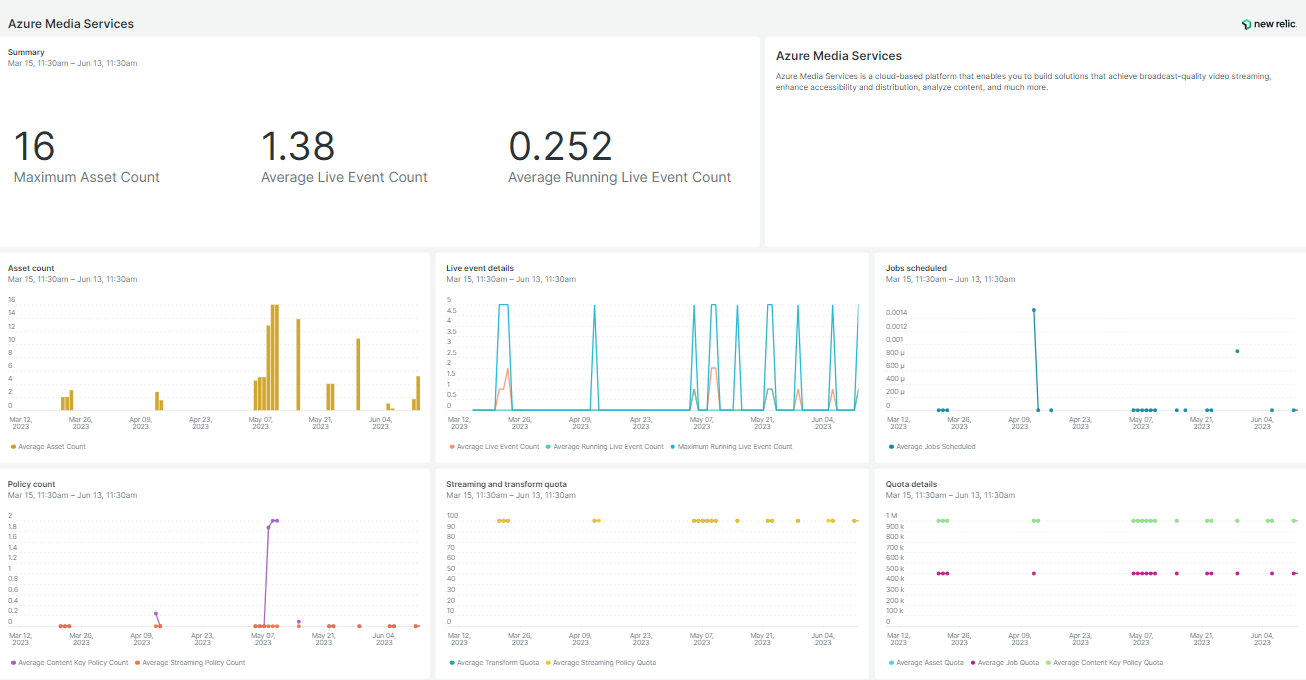 Azure Media Services
new relic.
Summary
Mar 15, 11:30am – Jun 13, 11:30am
16
Maximum Asset Count
1.38
Average Live Event Count
0.252
Average Running Live Event Count
Azure Media Services
Azure Media Services is a cloud-based platform that enables you to build solutions that achieve broadcast-quality video streaming,
enhance accessibility and distribution, analyze content, and much more.
Asset count
Mar 15, 11:30am – Jun 13, 11:30am
16
14
12
10
8
6
4
2
0
Mar 12, 2023
Mar 26, 2023
Apr 09, 2023
Apr 23, 2023
May 07, 2023
May 21, 2023
Jun 04, 2023
Average Asset Count
Live event details
Mar 15, 11:30am – Jun 13, 11:30am
5
4.5
4
3.5
3
2.5
2
1.5
1
0.5
0
Mar 12, 2023
Mar 26, 2023
Apr 09, 2023
Apr 23, 2023
May 07, 2023
May 21, 2023
Jun 04, 2023
Average Live Event Count
Average Running Live Event Count
Maximum Running Live Event Count
Jobs scheduled
Mar 15, 11:30am – Jun 13, 11:30am
0.0014
0.0012
0.001
800 µ
600 µ
400 µ
200 µ
0
Mar 12, 2023
Mar 26, 2023
Apr 09, 2023
Apr 23, 2023
May 07, 2023
May 21, 2023
Jun 04, 2023
Average Jobs Scheduled
Policy count
Mar 15, 11:30am – Jun 13, 11:30am
2
1.8
1.6
1.4
1.2
1
0.8
0.6
0.4
0.2
0
Mar 12, 2023
Mar 26, 2023
Apr 09, 2023
Apr 23, 2023
May 07, 2023
May 21, 2023
Jun 04, 2023
Average Content Key Policy Count
Average Streaming Policy Count
Streaming and transform quota
Mar 15, 11:30am – Jun 13, 11:30am
100
90
80
70
60
50
40
30
20
10
0
Mar 12, 2023
Mar 26, 2023
Apr 09, 2023
Apr 23, 2023
May 07, 2023
May 21, 2023
Jun 04, 2023
Average Transform Quota
Average Streaming Policy Quota
Quota details
Mar 15, 11:30am – Jun 13, 11:30am
1 M
900 k
800 k
700 k
600 k
500 k
400 k
300 k
200 k
100 k
0
Mar 12, 2023
Mar 26, 2023
Apr 09, 2023
Apr 23, 2023
May 07, 2023
May 21, 2023
Jun 04, 2023
Average Asset Quota
Average Job Quota
Average Content Key Policy Quota